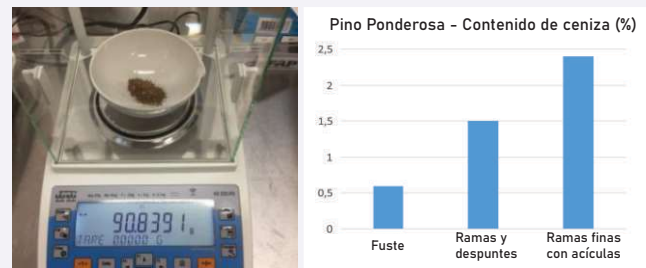 90.8391 g
TARE 0.0000 G
Pino Ponderosa - Contenido de ceniza (%)
2,5
2
1,5
1
0,5
0
Fuste
Ramas y
despuntes
Ramas finas
con acículas